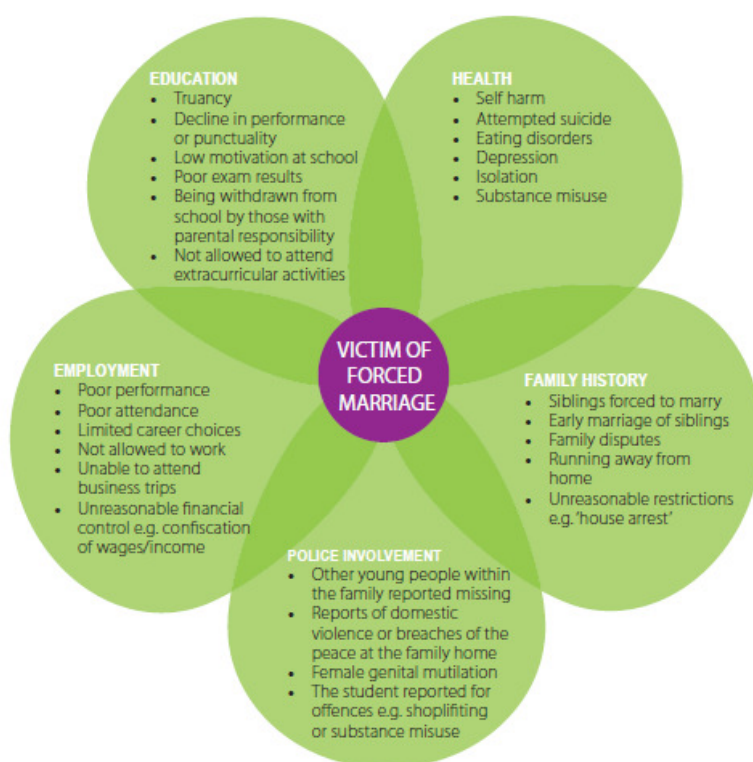 EDUCATION
• Truancy
• Decline in performance
or punctuality
• Low motivation at school
• Poor exam results
• Being withdrawn from
school by those with
parental responsibility
• Not allowed to attend
extracurricular activities
HEALTH
• Self harm
• Attempted suicide
• Eating disorders
• Depression
• Isolation
• Substance misuse
VICTIM OF
FORCED
MARRIAGE
EMPLOYMENT
• Poor performance
• Poor attendance
• Limited career choices
• Not allowed to work
• Unable to attend
business trips
• Unreasonable financial
control e.g. confiscation
of wages/income
FAMILY HISTORY
• Siblings forced to marry
• Early marriage of siblings
• Family disputes
• Running away from
home
• Unreasonable restrictions
e.g. ‘house arrest’
POLICE INVOLVEMENT
• Other young people within
the family reported missing
• Reports of domestic
violence or breaches of the
peace at the family home
• Female genital mutilation
• The student reported for
offences e.g. shoplifiting
or substance misuse